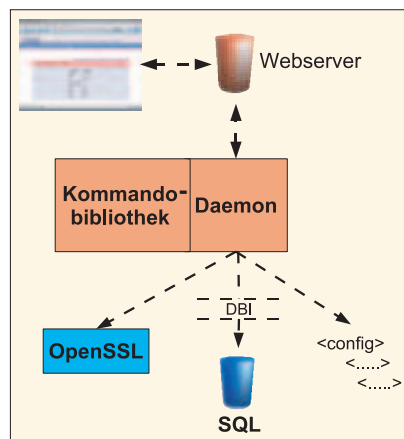 Webserver
Kommando-
bibliothek
Daemon
DBI
OpenSSL
<config>
<.....>
<.....>
SQL